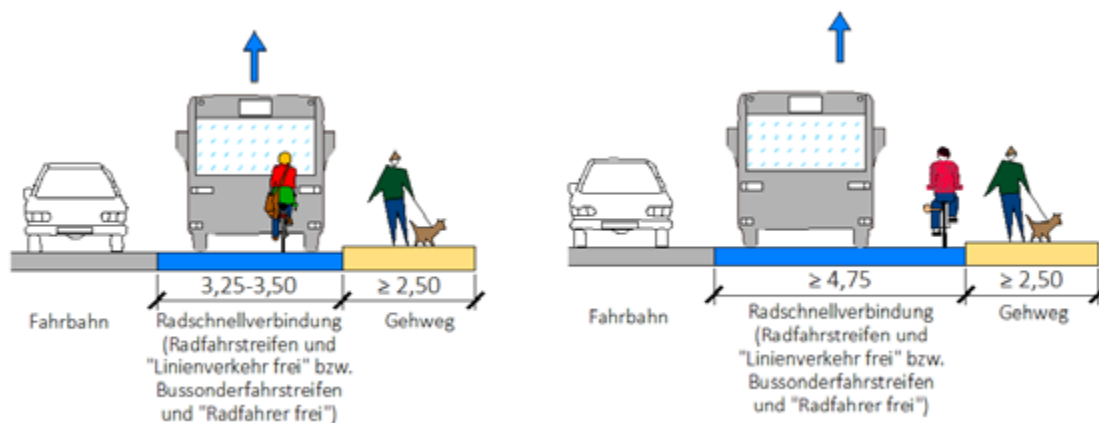 3,25-3,50
≥ 2,50
Fahrbahn
Radschnellverbindung
(Radfahrstreifen und
"Linienverkehr frei" bzw.
Bussonderfahrstreifen
und "Radfahrer frei")
Gehweg
≥ 4,75
≥ 2,50
Fahrbahn
Radschnellverbindung
(Radfahrstreifen und
"Linienverkehr frei" bzw.
Bussonderfahrstreifen
und "Radfahrer frei")
Gehweg